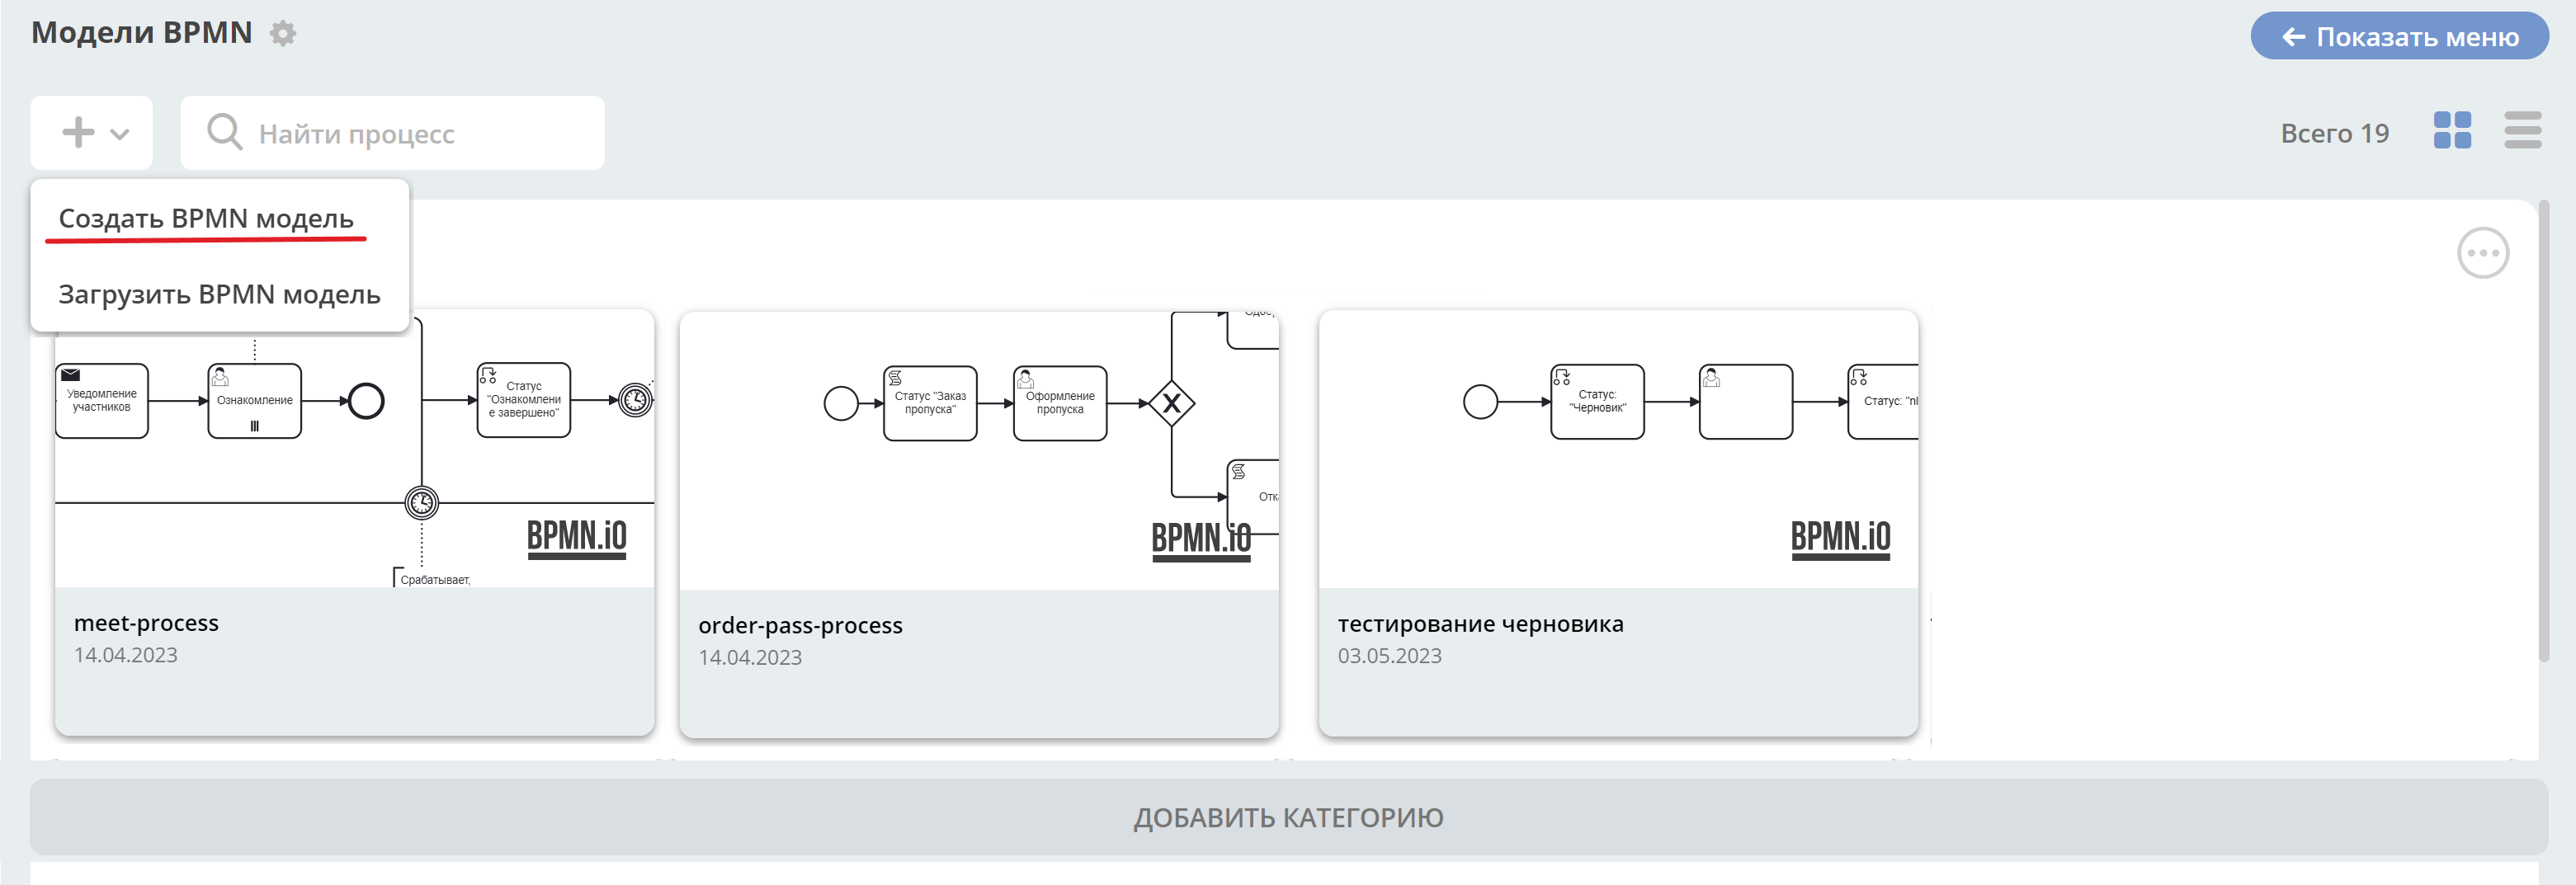 Модели BPMN
Показать меню
Найти процесс
Всего 19
Создать BPMN модель
Загрузить BPMN модель
Уведомление
участников
Ознакомление
Статус
"Ознакомлени
е завершено"
Срабатывает,
BPMN.iO
meet-process
14.04.2023
Статус "Заказ
пропуска"
Оформление
пропуска
BPMN.iO
order-pass-process
14.04.2023
Статус:
"Черновик"
Статус:
BPMN.iO
тестирование черновика
03.05.2023
ДОБАВИТЬ КАТЕГОРИЮ